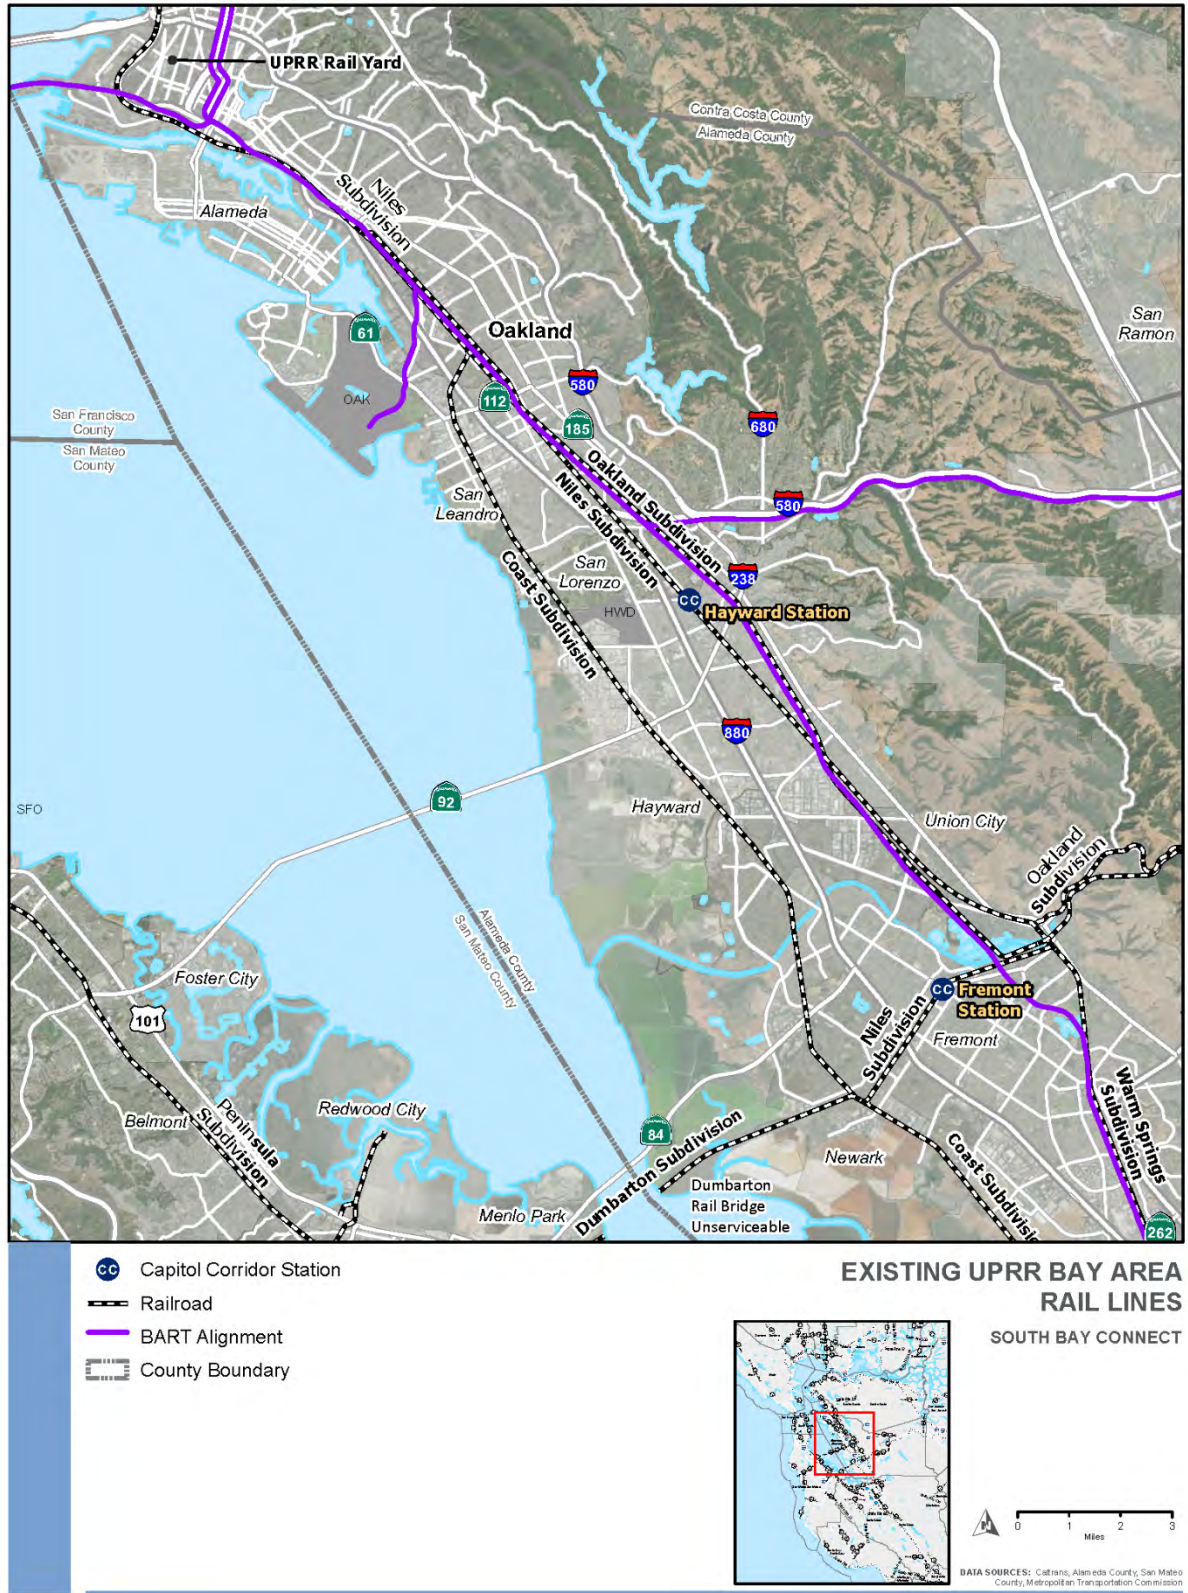 UPRR Rail Yard
Contra Costa County
Alameda County
Niles
Subdivision
Alameda
San
Ramon
61
Oakland
580
OAK
112
185
680
San Francisco
County
San Mateo
County
Oakland Subdivision
Niles Subdivision
San
Leandro
580
Coast Subdivision
San
Lorenzo
238
CC
Hayward Station
HWD
880
92
SFO
Hayward
Union City
Oakland
Subdivision
Alameda County
San Mateo County
Foster City
CC
Fremont
Station
101
Niles
Subdivision
Fremont
Peninsula
Subdivision
Belmont
Redwood City
Warm Springs
Subdivision
84
Dumbarton Subdivision
Newark
Coast Subdivisi
Dumbarton
Rail Bridge
Unserviceable
Menlo Park
262
CC Capitol Corridor Station
Railroad
BART Alignment
County Boundary
EXISTING UPRR BAY AREA
RAIL LINES
SOUTH BAY CONNECT
N
0 1 2 3
Miles
DATA SOURCES: Caltrans, Alameda County, San Mateo
County, Metropolitan Transportation Commission